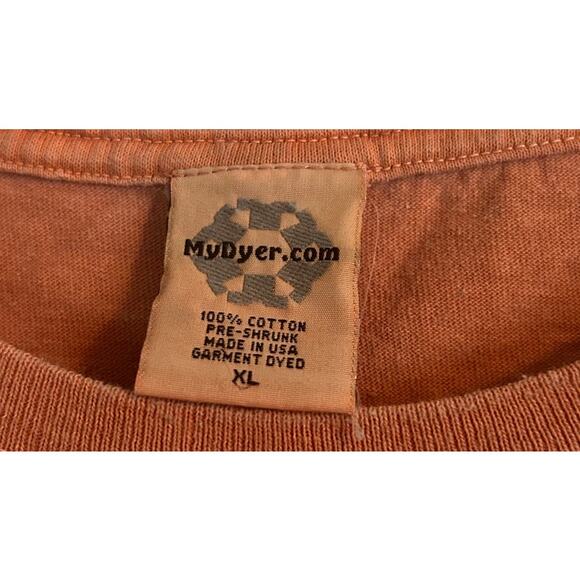 MyDyer.com
100% COTTON
PRE-SHRUNK
MADE IN USA
GARMENT DYED
XL